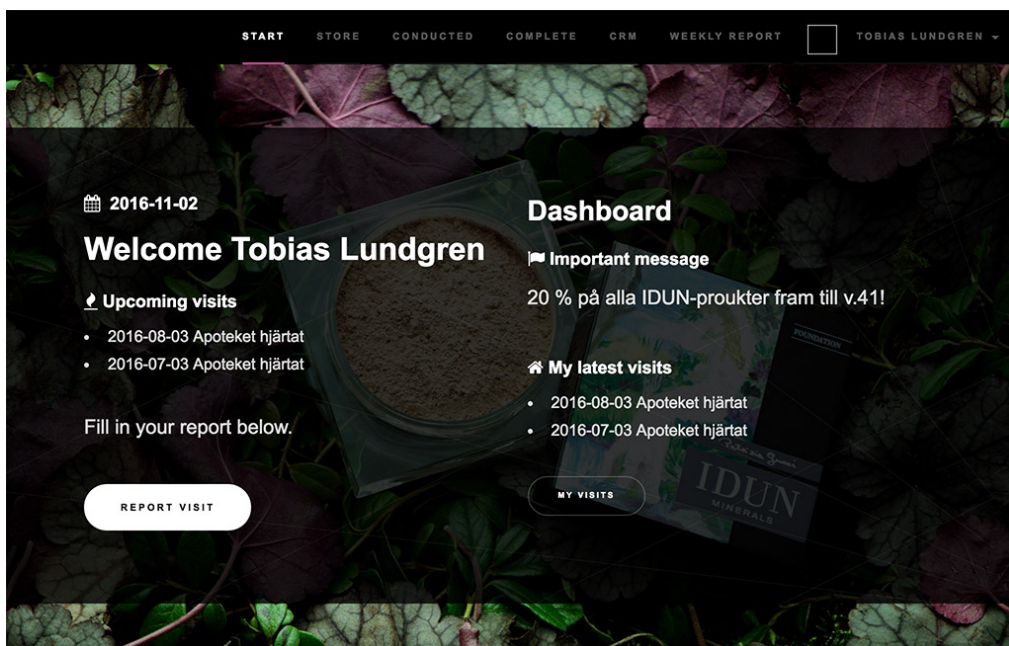 START STORE CONDUCTED COMPLETE CRM WEEKLY REPORT TOBIAS LUNDGREN
2016-11-02
Welcome Tobias Lundgren
Upcoming visits
2016-08-03 Apoteket hjärtat
2016-07-03 Apoteket hjärtat
Fill in your report below.
REPORT VISIT
Dashboard
Important message
20 % på alla IDUN-proukter fram till v.41!
My latest visits
2016-08-03 Apoteket hjärtat
2016-07-03 Apoteket hjärtat
MY VISITS
FOUNDATION
IDUN
MINERALS